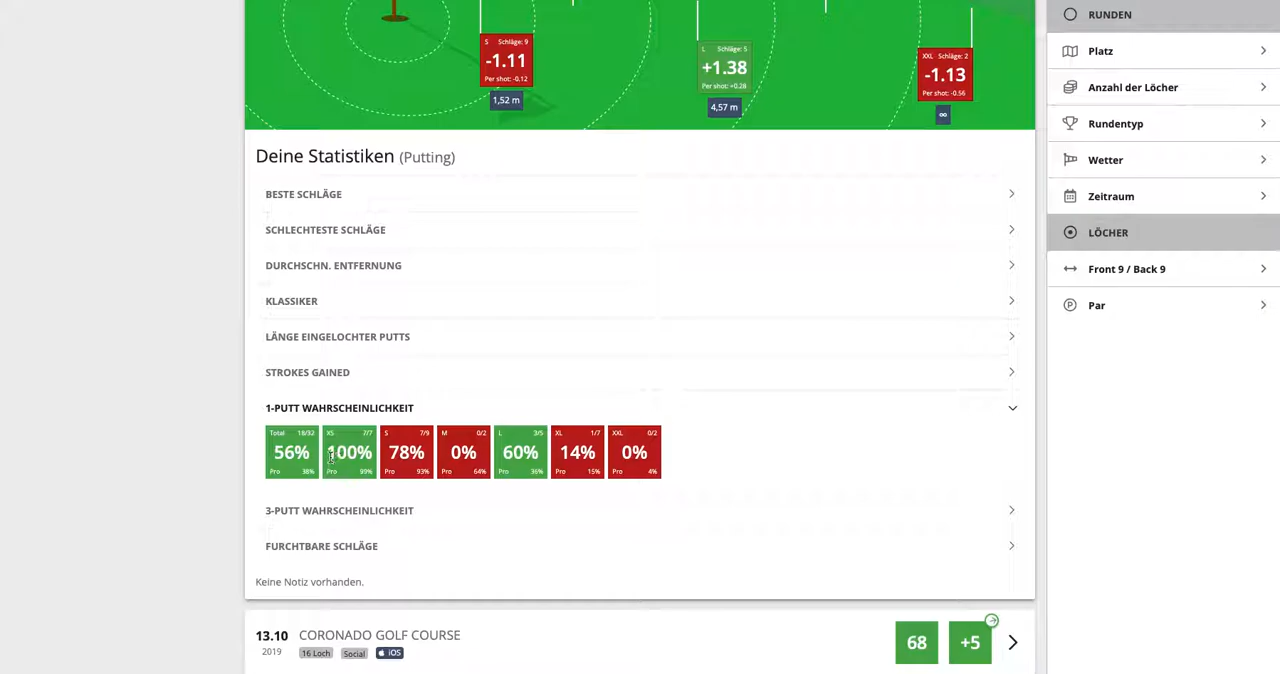 S Schläge: 9
-1.11
Per shot: -0.12
1,52 m
L Schläge: 5
+1.38
Per shot: +0.28
4,57 m
XXL Schläge: 2
-1.13
Per shot: -0.56
∞
Deine Statistiken (Putting)
BESTE SCHLÄGE
SCHLECHTESTE SCHLÄGE
DURCHSCHN. ENTFERNUNG
KLASSIKER
LÄNGE EINGELOCHTER PUTTS
STROKES GAINED
1-PUTT WAHRSCHEINLICHKEIT
Total 18/32
56%
Pro 38%
XS 7/7
100%
Pro 99%
S 7/9
78%
Pro 93%
M 0/2
0%
Pro 64%
L 3/5
60%
Pro 36%
XL 1/7
14%
Pro 15%
XXL 0/2
0%
Pro 4%
3-PUTT WAHRSCHEINLICHKEIT
FURCHTBARE SCHLÄGE
Keine Notiz vorhanden.
13.10 CORONADO GOLF COURSE
2019 16 Loch Social iOS
68 +5
RUNDEN
Platz
Anzahl der Löcher
Rundentyp
Wetter
Zeitraum
LÖCHER
Front 9 / Back 9
P Par